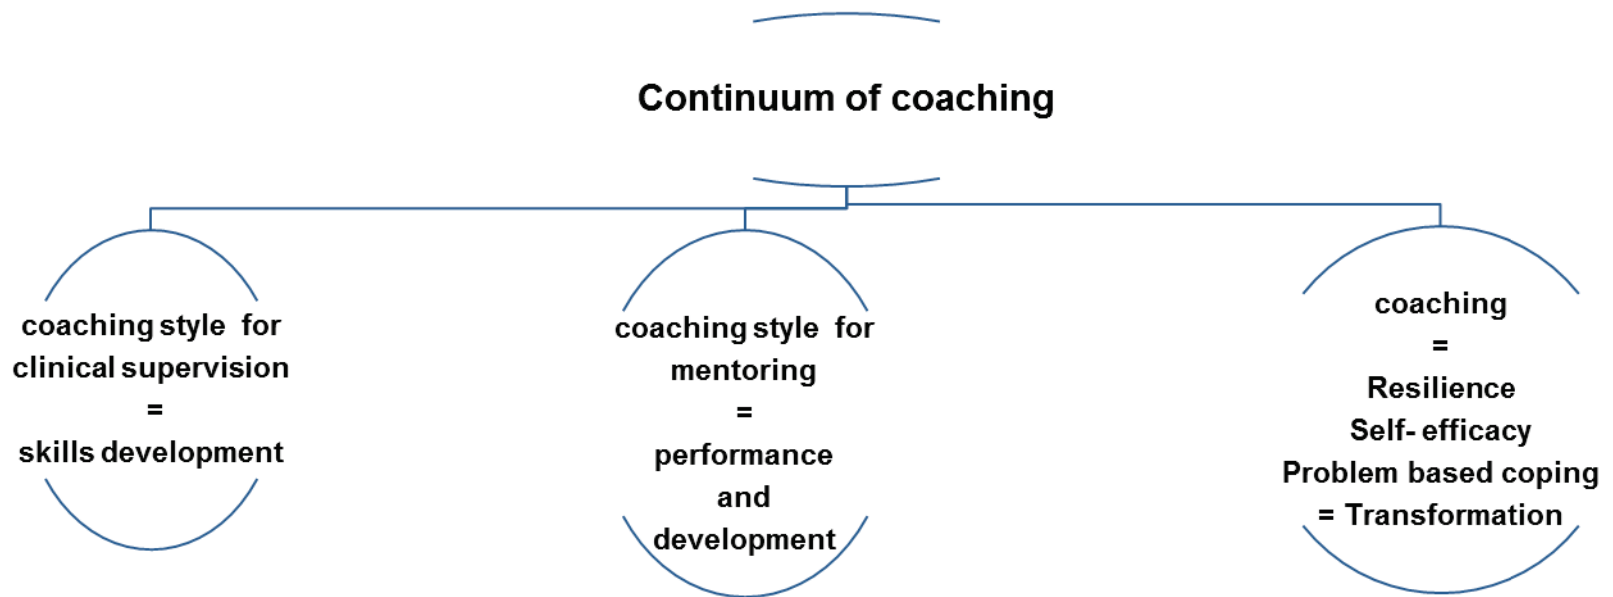 Continuum of coaching
coaching style for
clinical supervision
=
skills development
coaching style for
mentoring
=
performance
and
development
coaching
=
Resilience
Self- efficacy
Problem based coping
= Transformation